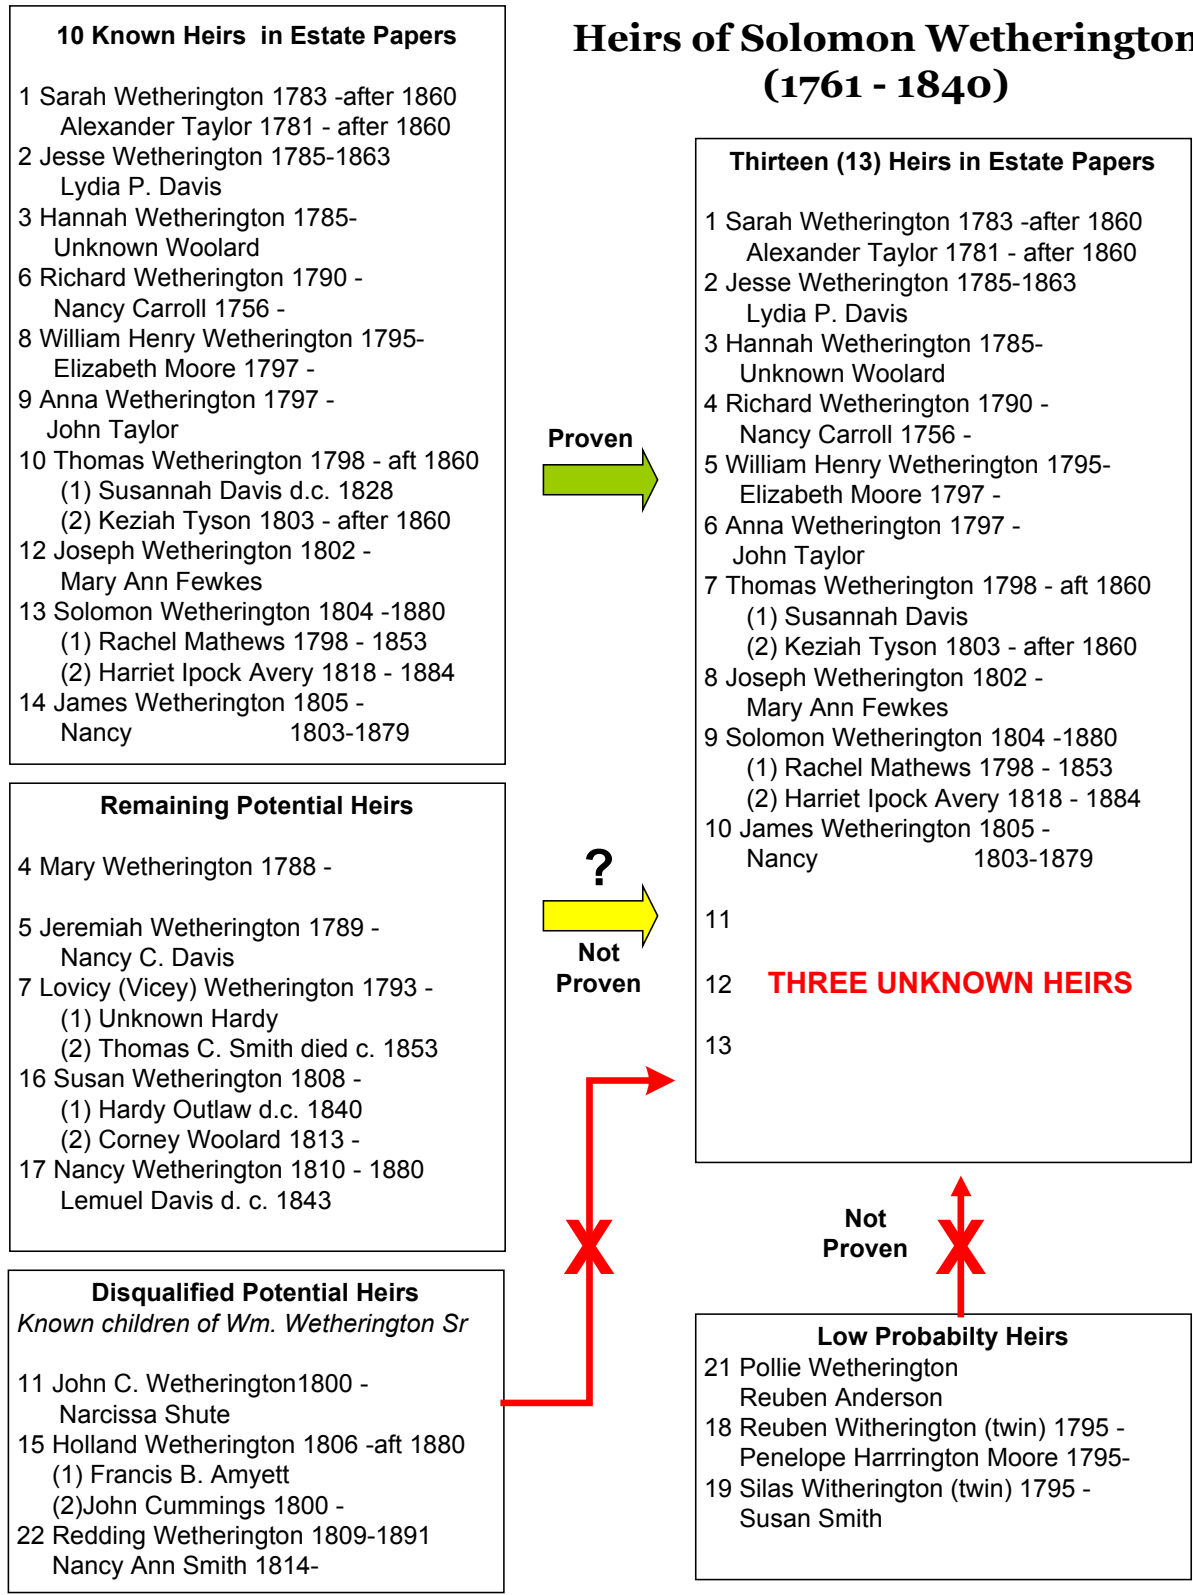 Heirs of Solomon Wetherington
(1761 - 1840)
10 Known Heirs in Estate Papers
1 Sarah Wetherington 1783 -after 1860
Alexander Taylor 1781 - after 1860
2 Jesse Wetherington 1785-1863
Lydia P. Davis
3 Hannah Wetherington 1785-
Unknown Woolard
6 Richard Wetherington 1790 -
Nancy Carroll 1756 -
8 William Henry Wetherington 1795-
Elizabeth Moore 1797 -
9 Anna Wetherington 1797 -
John Taylor
10 Thomas Wetherington 1798 - aft 1860
(1) Susannah Davis d.c. 1828
(2) Keziah Tyson 1803 - after 1860
12 Joseph Wetherington 1802 -
Mary Ann Fewkes
13 Solomon Wetherington 1804 -1880
(1) Rachel Mathews 1798 - 1853
(2) Harriet Ipock Avery 1818 - 1884
14 James Wetherington 1805 -
Nancy 1803-1879
Remaining Potential Heirs
4 Mary Wetherington 1788 -
5 Jeremiah Wetherington 1789 -
Nancy C. Davis
7 Lovicy (Vicey) Wetherington 1793 -
(1) Unknown Hardy
(2) Thomas C. Smith died c. 1853
16 Susan Wetherington 1808 -
(1) Hardy Outlaw d.c. 1840
(2) Corney Woolard 1813 -
17 Nancy Wetherington 1810 - 1880
Lemuel Davis d. c. 1843
Disqualified Potential Heirs
Known children of Wm. Wetherington Sr
11 John C. Wetherington1800 -
Narcissa Shute
15 Holland Wetherington 1806 -aft 1880
(1) Francis B. Amyett
(2)John Cummings 1800 -
22 Redding Wetherington 1809-1891
Nancy Ann Smith 1814-
Proven
?
Not
Proven
X
Thirteen (13) Heirs in Estate Papers
1 Sarah Wetherington 1783 -after 1860
Alexander Taylor 1781 - after 1860
2 Jesse Wetherington 1785-1863
Lydia P. Davis
3 Hannah Wetherington 1785-
Unknown Woolard
4 Richard Wetherington 1790 -
Nancy Carroll 1756 -
5 William Henry Wetherington 1795-
Elizabeth Moore 1797 -
6 Anna Wetherington 1797 -
John Taylor
7 Thomas Wetherington 1798 - aft 1860
(1) Susannah Davis
(2) Keziah Tyson 1803 - after 1860
8 Joseph Wetherington 1802 -
Mary Ann Fewkes
9 Solomon Wetherington 1804 -1880
(1) Rachel Mathews 1798 - 1853
(2) Harriet Ipock Avery 1818 - 1884
10 James Wetherington 1805 -
Nancy 1803-1879
11
12 THREE UNKNOWN HEIRS
13
Not
Proven
X
Low Probabilty Heirs
21 Pollie Wetherington
Reuben Anderson
18 Reuben Witherington (twin) 1795 -
Penelope Harrrington Moore 1795-
19 Silas Witherington (twin) 1795 -
Susan Smith